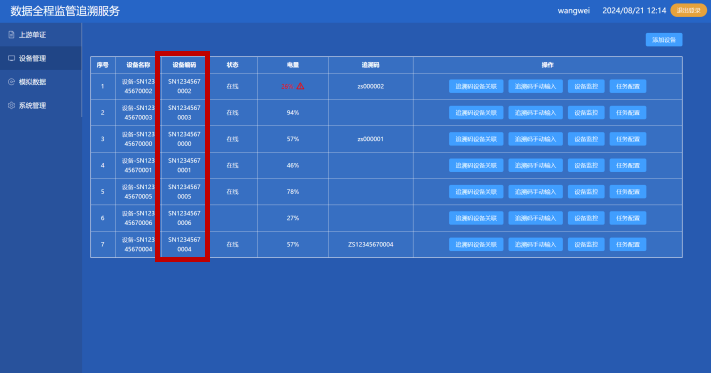 数据全程监管追溯服务
wangwei 2024/08/21 12:14 退出登录
上游单证
设备管理
模拟数据
系统管理
添加设备
序号 设备名称 设备编码 状态 电量 追溯码 操作
1 设备-SN123 SN1234567 在线 zs000002 追溯码设备关联 追溯码手动输入 设备监控 任务配置
45670002 0002
2 设备-SN123 SN1234567 在线 94% 追溯码设备关联 追溯码手动输入 设备监控 任务配置
45670003 0003
3 设备-SN123 SN1234567 在线 57% zs000001 追溯码设备关联 追溯码手动输入 设备监控 任务配置
45670000 0000
4 设备-SN123 SN1234567 在线 46% 追溯码设备关联 追溯码手动输入 设备监控 任务配置
45670001 0001
5 设备-SN123 SN1234567 在线 78% 追溯码设备关联 追溯码手动输入 设备监控 任务配置
45670005 0005
6 设备-SN123 SN1234567 在线 27% 追溯码设备关联 追溯码手动输入 设备监控 任务配置
45670006 0006
7 设备-SN123 SN1234567 在线 57% ZS12345670004 追溯码设备关联 追溯码手动输入 设备监控 任务配置
45670004 0004